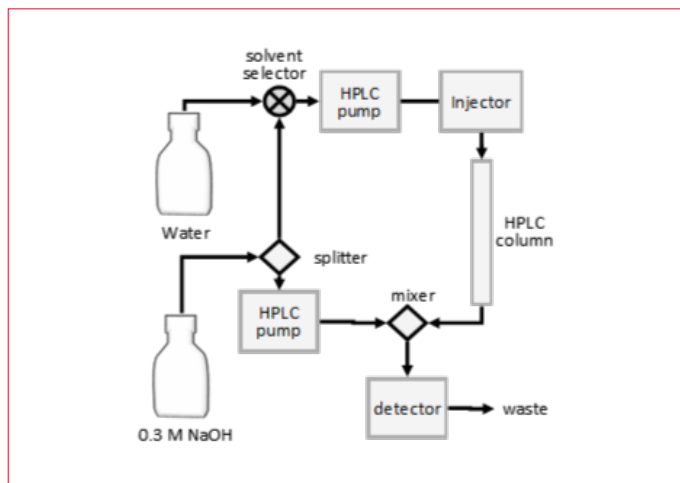 solvent
selector
HPLC
pump
Injector
Water
HPLC
column
splitter
HPLC
pump
mixer
0.3 M NaOH
detector
waste